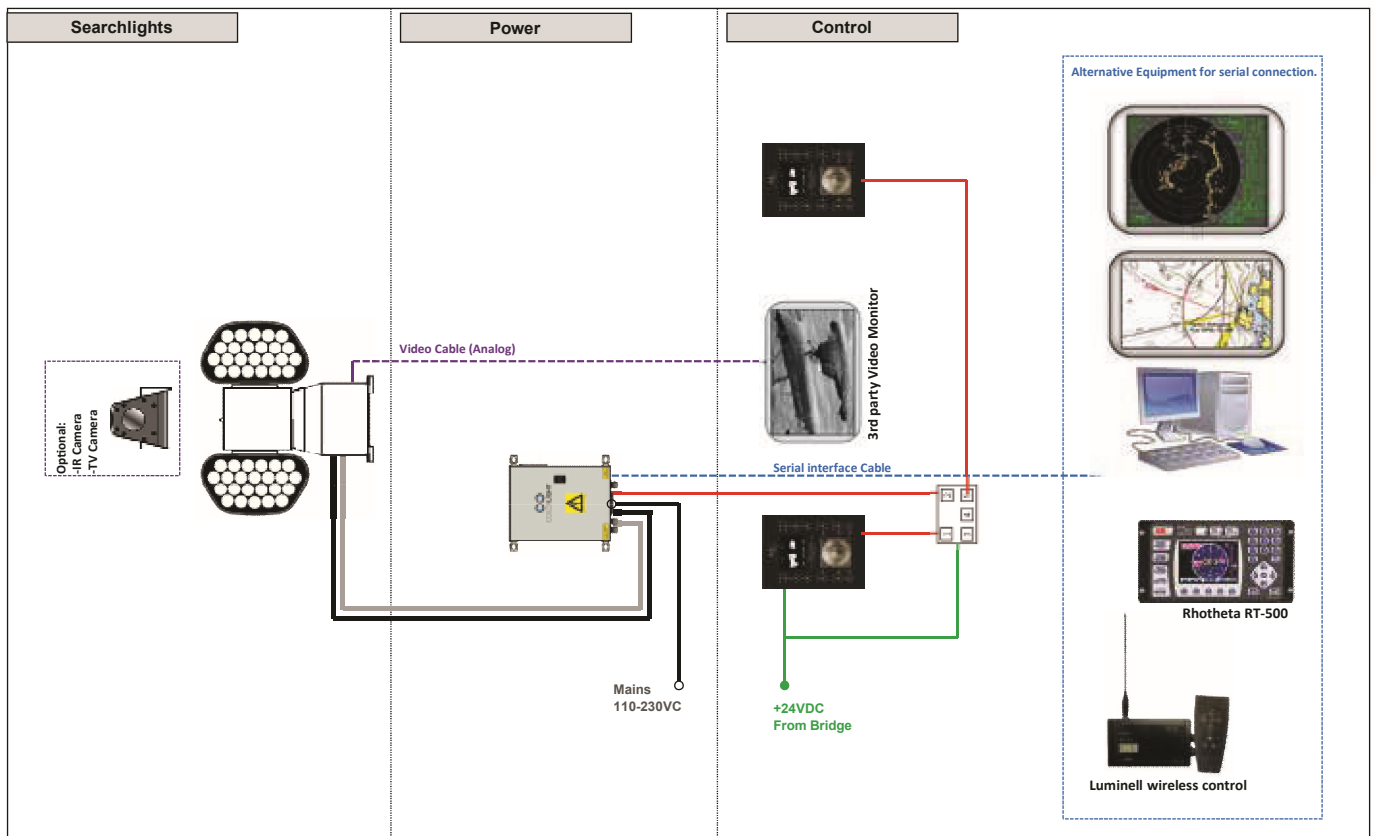 Searchlights
Power
Control
Alternative Equipment for serial connection.
Video Cable (Analog)
3rd party Video Monitor
Optional:
-IR Camera
-TV Camera
Serial interface Cable
Rhotheta RT-500
Mains
110-230VC
+24VDC
From Bridge
Luminell wireless control